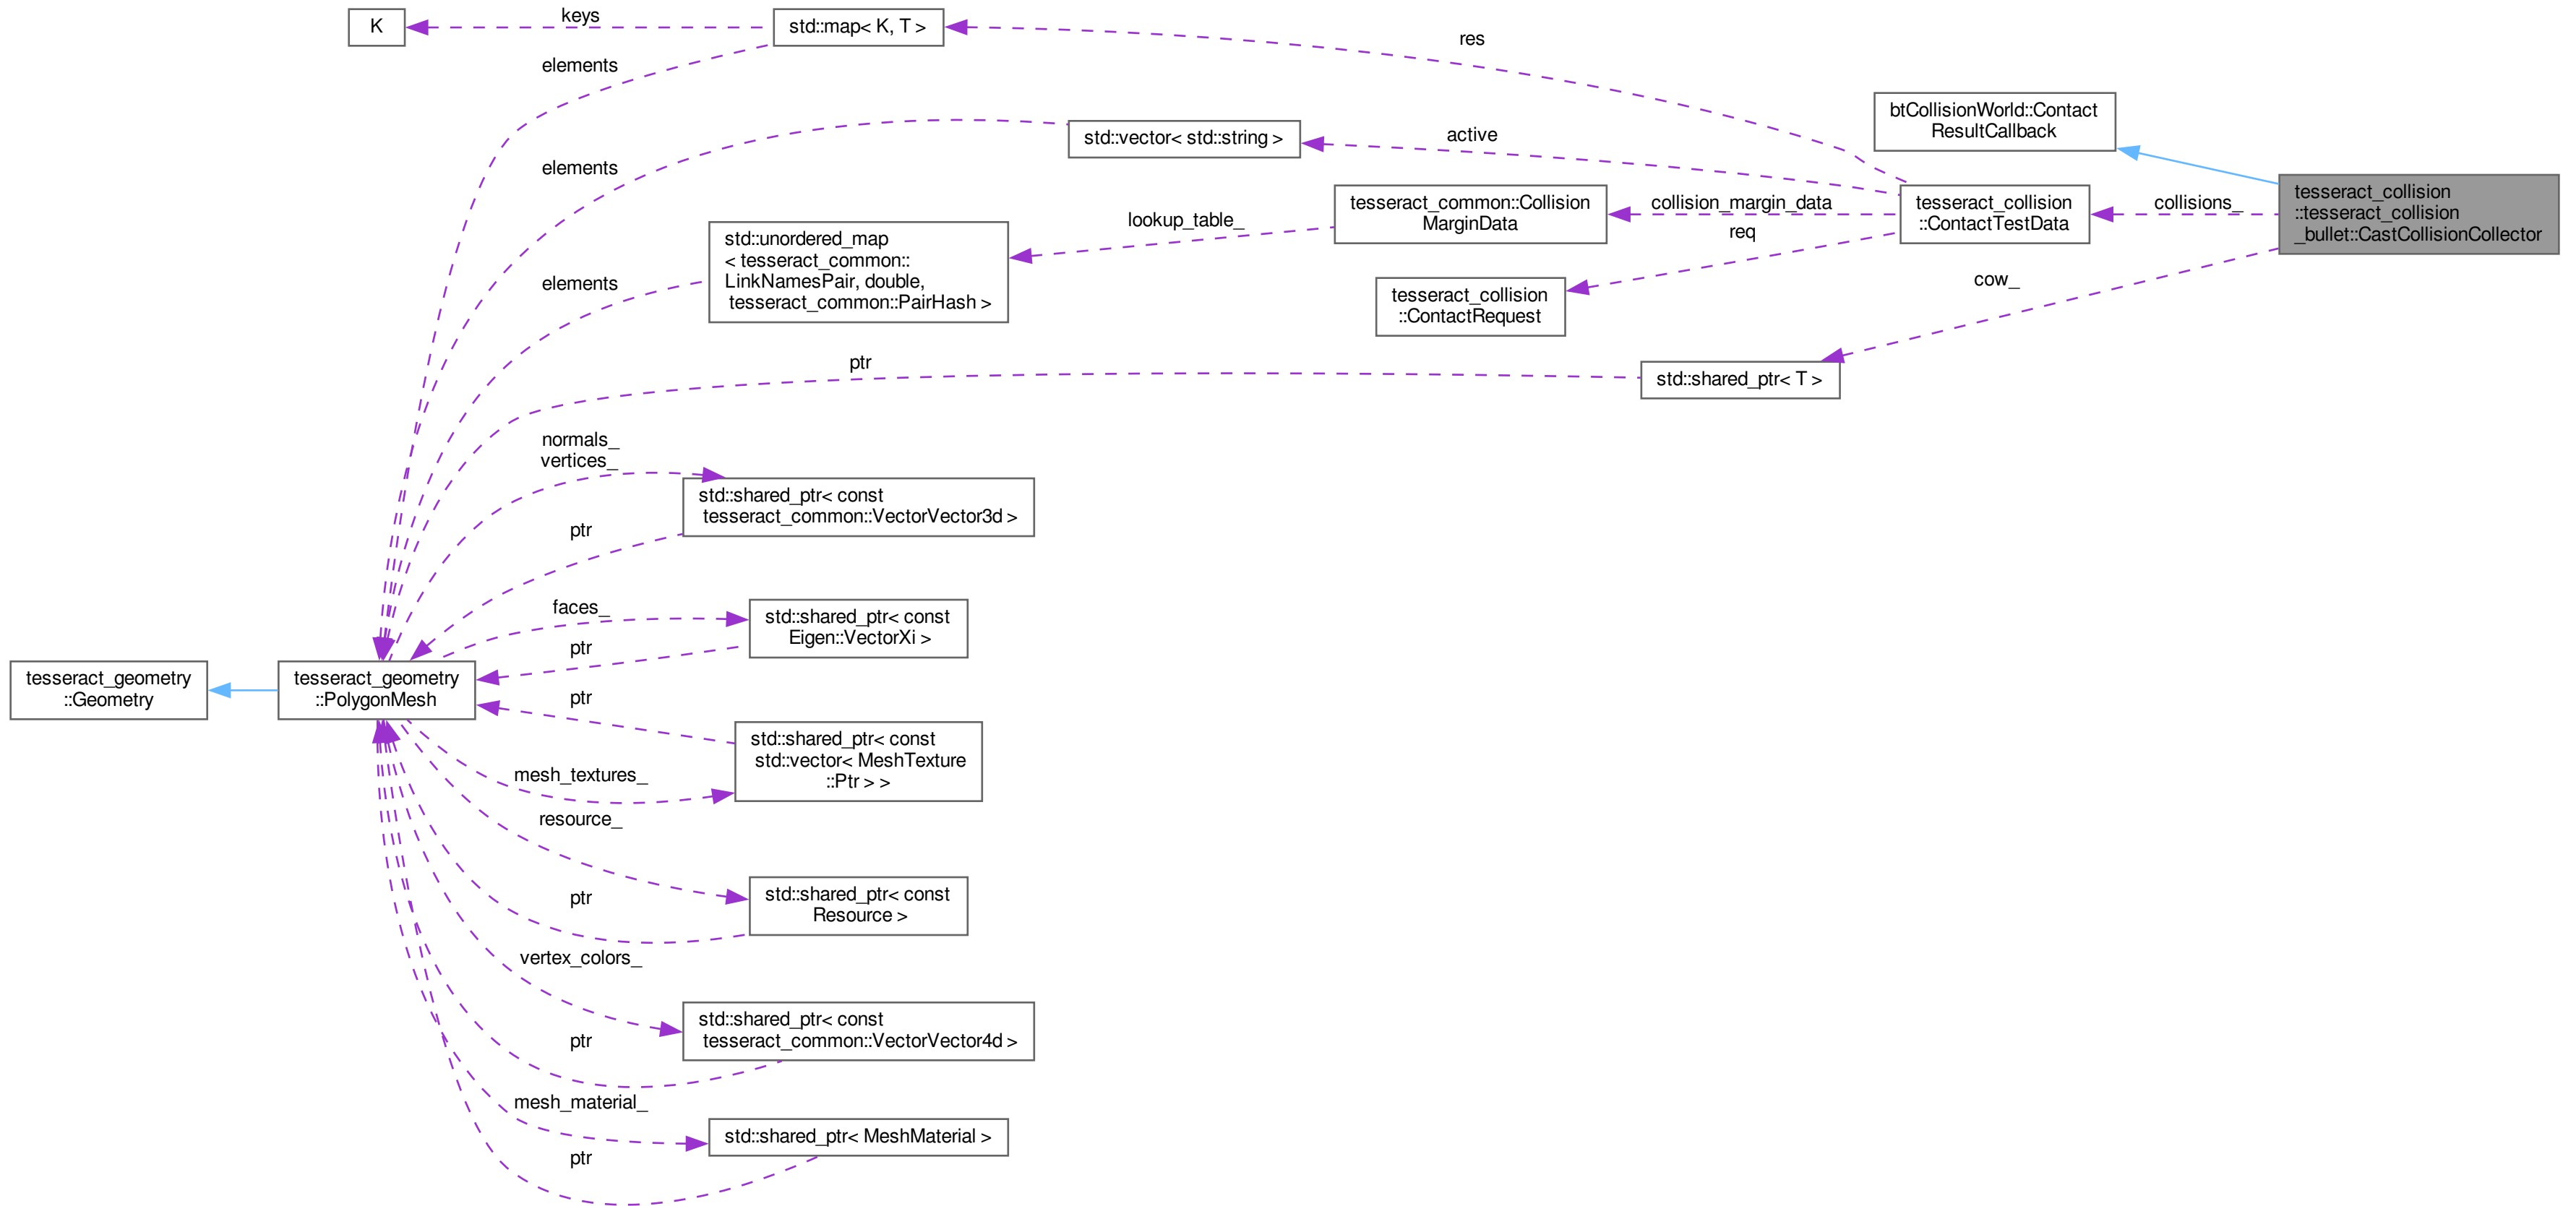 K
keys
std::map< K, T >
res
elements
btCollisionWorld::Contact
ResultCallback
std::vector< std::string >
active
elements
tesseract_collision
::tesseract_collision
_bullet::CastCollisionCollector
collisions_
tesseract_collision
::ContactTestData
collision_margin_data
req
tesseract_common::Collision
MarginData
lookup_table_
std::unordered_map
< tesseract_common::
LinkNamesPair, double,
tesseract_common::PairHash >
elements
tesseract_collision
::ContactRequest
cow_
std::shared_ptr< T >
ptr
normals_
vertices_
std::shared_ptr< const
tesseract_common::VectorVector3d >
ptr
faces_
std::shared_ptr< const
Eigen::VectorXi >
ptr
tesseract_geometry
::Geometry
tesseract_geometry
::PolygonMesh
ptr
std::shared_ptr< const
std::vector< MeshTexture
::Ptr > >
mesh_textures_
resource_
std::shared_ptr< const
Resource >
ptr
vertex_colors_
std::shared_ptr< const
tesseract_common::VectorVector4d >
ptr
mesh_material_
std::shared_ptr< MeshMaterial >
ptr